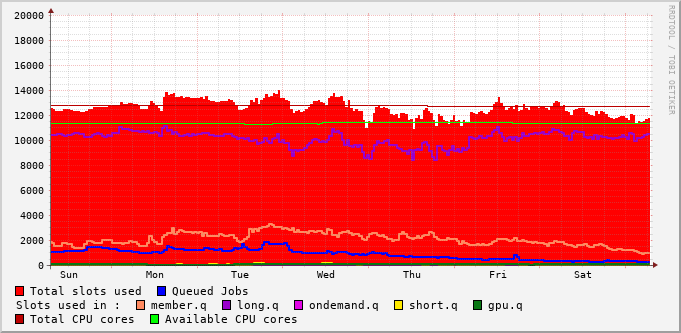 20000
18000
16000
14000
12000
10000
8000
6000
4000
2000
0
Sun Mon Tue Wed Thu Fri Sat
RRDTOOL / TOBI OETIKER
Total slots used Queued Jobs
Slots used in : member.q long.q ondemand.q short.q gpu.q
Total CPU cores Available CPU cores